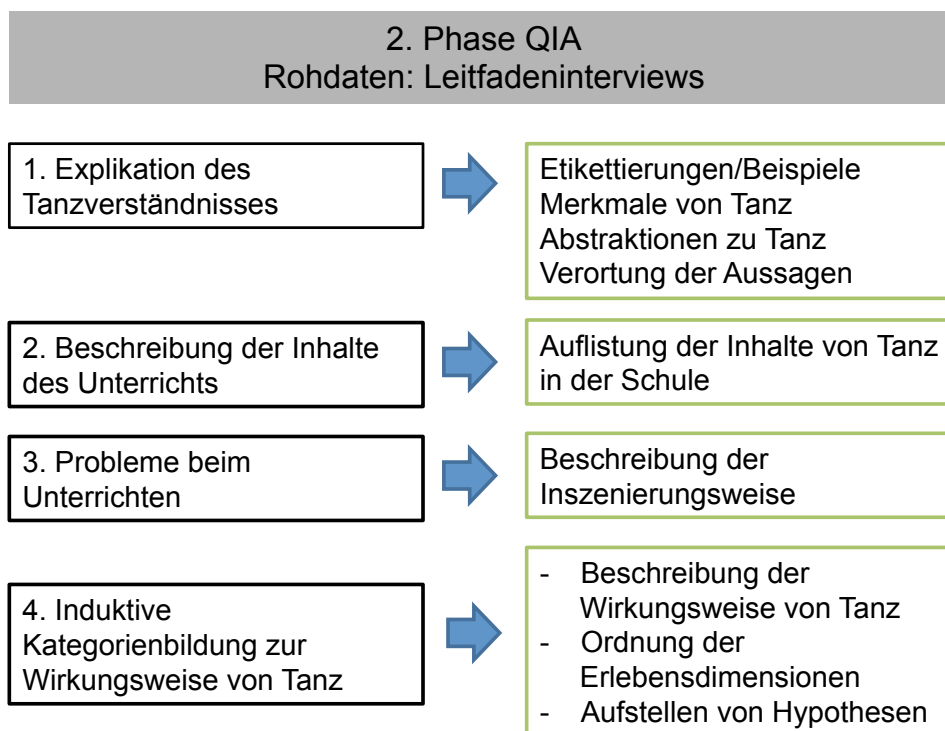 2. Phase QIA
Rohdaten: Leitfadeninterviews
1. Explikation des
Tanzverständnisses
Etikettierungen/Beispiele
Merkmale von Tanz
Abstraktionen zu Tanz
Verortung der Aussagen
2. Beschreibung der Inhalte
des Unterrichts
Auflistung der Inhalte von Tanz
in der Schule
3. Probleme beim
Unterrichten
Beschreibung der
Inszenierungsweise
4. Induktive
Kategorienbildung zur
Wirkungsweise von Tanz
- Beschreibung der
Wirkungsweise von Tanz
- Ordnung der
Erlebensdimensionen
- Aufstellen von Hypothesen